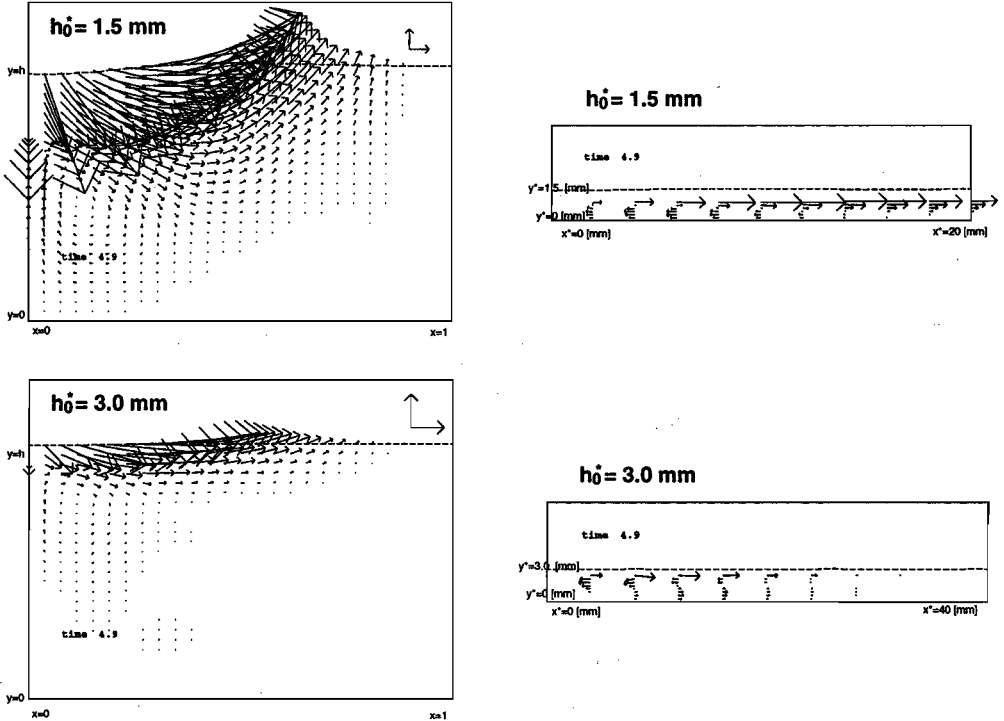 h₀*= 1.5 mm
y=h
time 4.9
y=0
x=0
x=1
h₀*= 1.5 mm
time 4.9
y*=1.5 [mm]
y*=0 [mm]
x*=0 [mm]
x*=20 [mm]
h₀*= 3.0 mm
y=h
time 4.9
y=0
x=0
x=1
h₀*= 3.0 mm
time 4.9
y*=3.0 [mm]
y*=0 [mm]
x*=0 [mm]
x*=40 [mm]